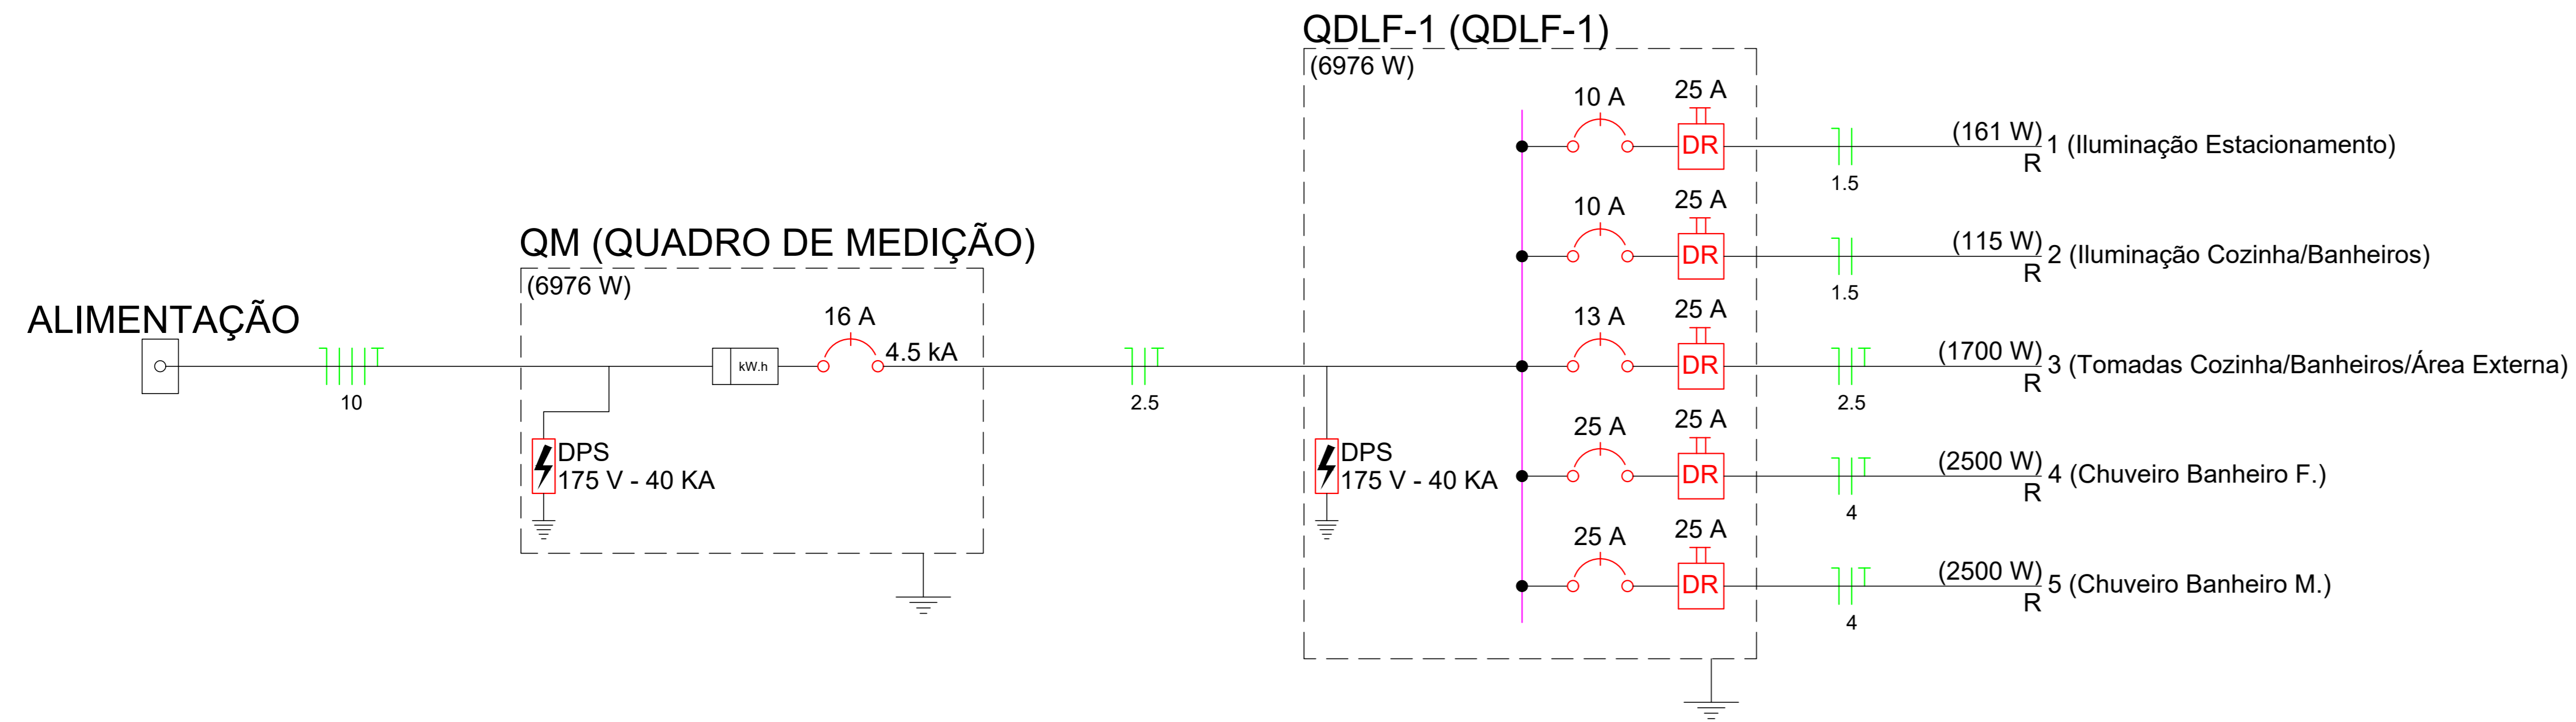 ALIMENTAÇÃO
10
QM (QUADRO DE MEDIÇÃO)
(6976 W)
kW.h
16 A
4.5 kA
DPS
175 V - 40 KA
2.5
QDLF-1 (QDLF-1)
(6976 W)
DPS
175 V - 40 KA
10 A
25 A
DR
1.5
(161 W)
R
1 (Iluminação Estacionamento)
10 A
25 A
DR
1.5
(115 W)
R
2 (Iluminação Cozinha/Banheiros)
13 A
25 A
DR
2.5
(1700 W)
R
3 (Tomadas Cozinha/Banheiros/Área Externa)
25 A
25 A
DR
4
(2500 W)
R
4 (Chuveiro Banheiro F.)
25 A
25 A
DR
4
(2500 W)
R
5 (Chuveiro Banheiro M.)